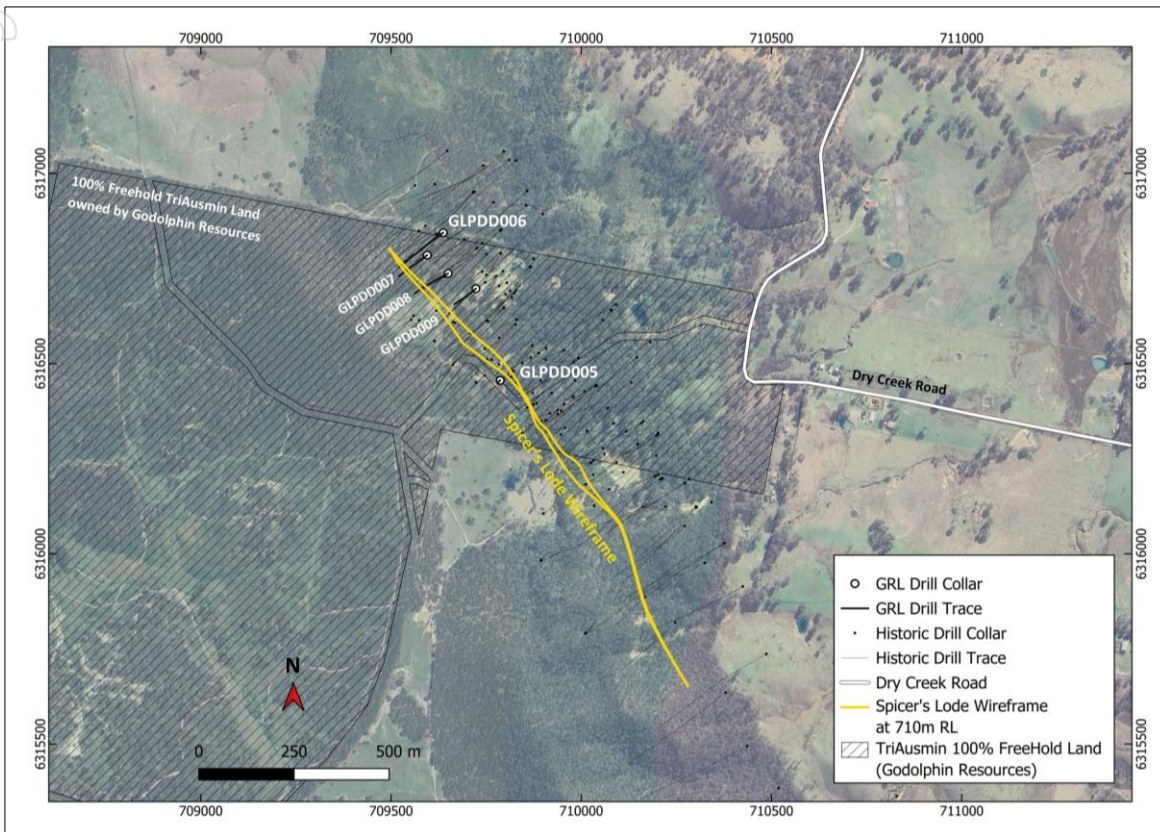 709000
709500
710000
710500
711000
6317000
6317000
100% Freehold TriAusmin Land
owned by Godolphin Resources
GLPDD006
GLPDD007
GLPDD008
GLPDD009
6316500
6316500
GLPDD005
Dry Creek Road
Spicer's Lode Wireframe
6316000
6316000
GRL Drill Collar
GRL Drill Trace
Historic Drill Collar
Historic Drill Trace
Dry Creek Road
Spicer's Lode Wireframe
at 710m RL
TriAusmin 100% FreeHold Land
(Godolphin Resources)
N
0
250
500 m
6315500
6315500
709000
709500
710000
710500
711000